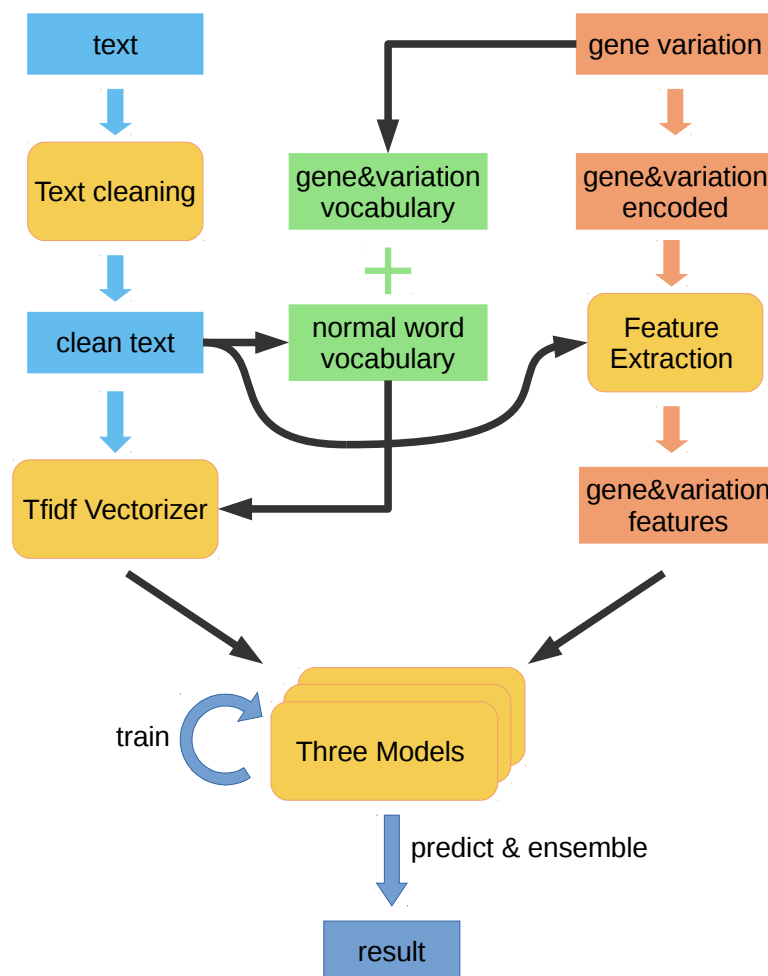 text
gene variation
Text cleaning
gene&variation
vocabulary
gene&variation
encoded
+
clean text
normal word
vocabulary
Feature
Extraction
Tfidf Vectorizer
gene&variation
features
train
Three Models
predict & ensemble
result